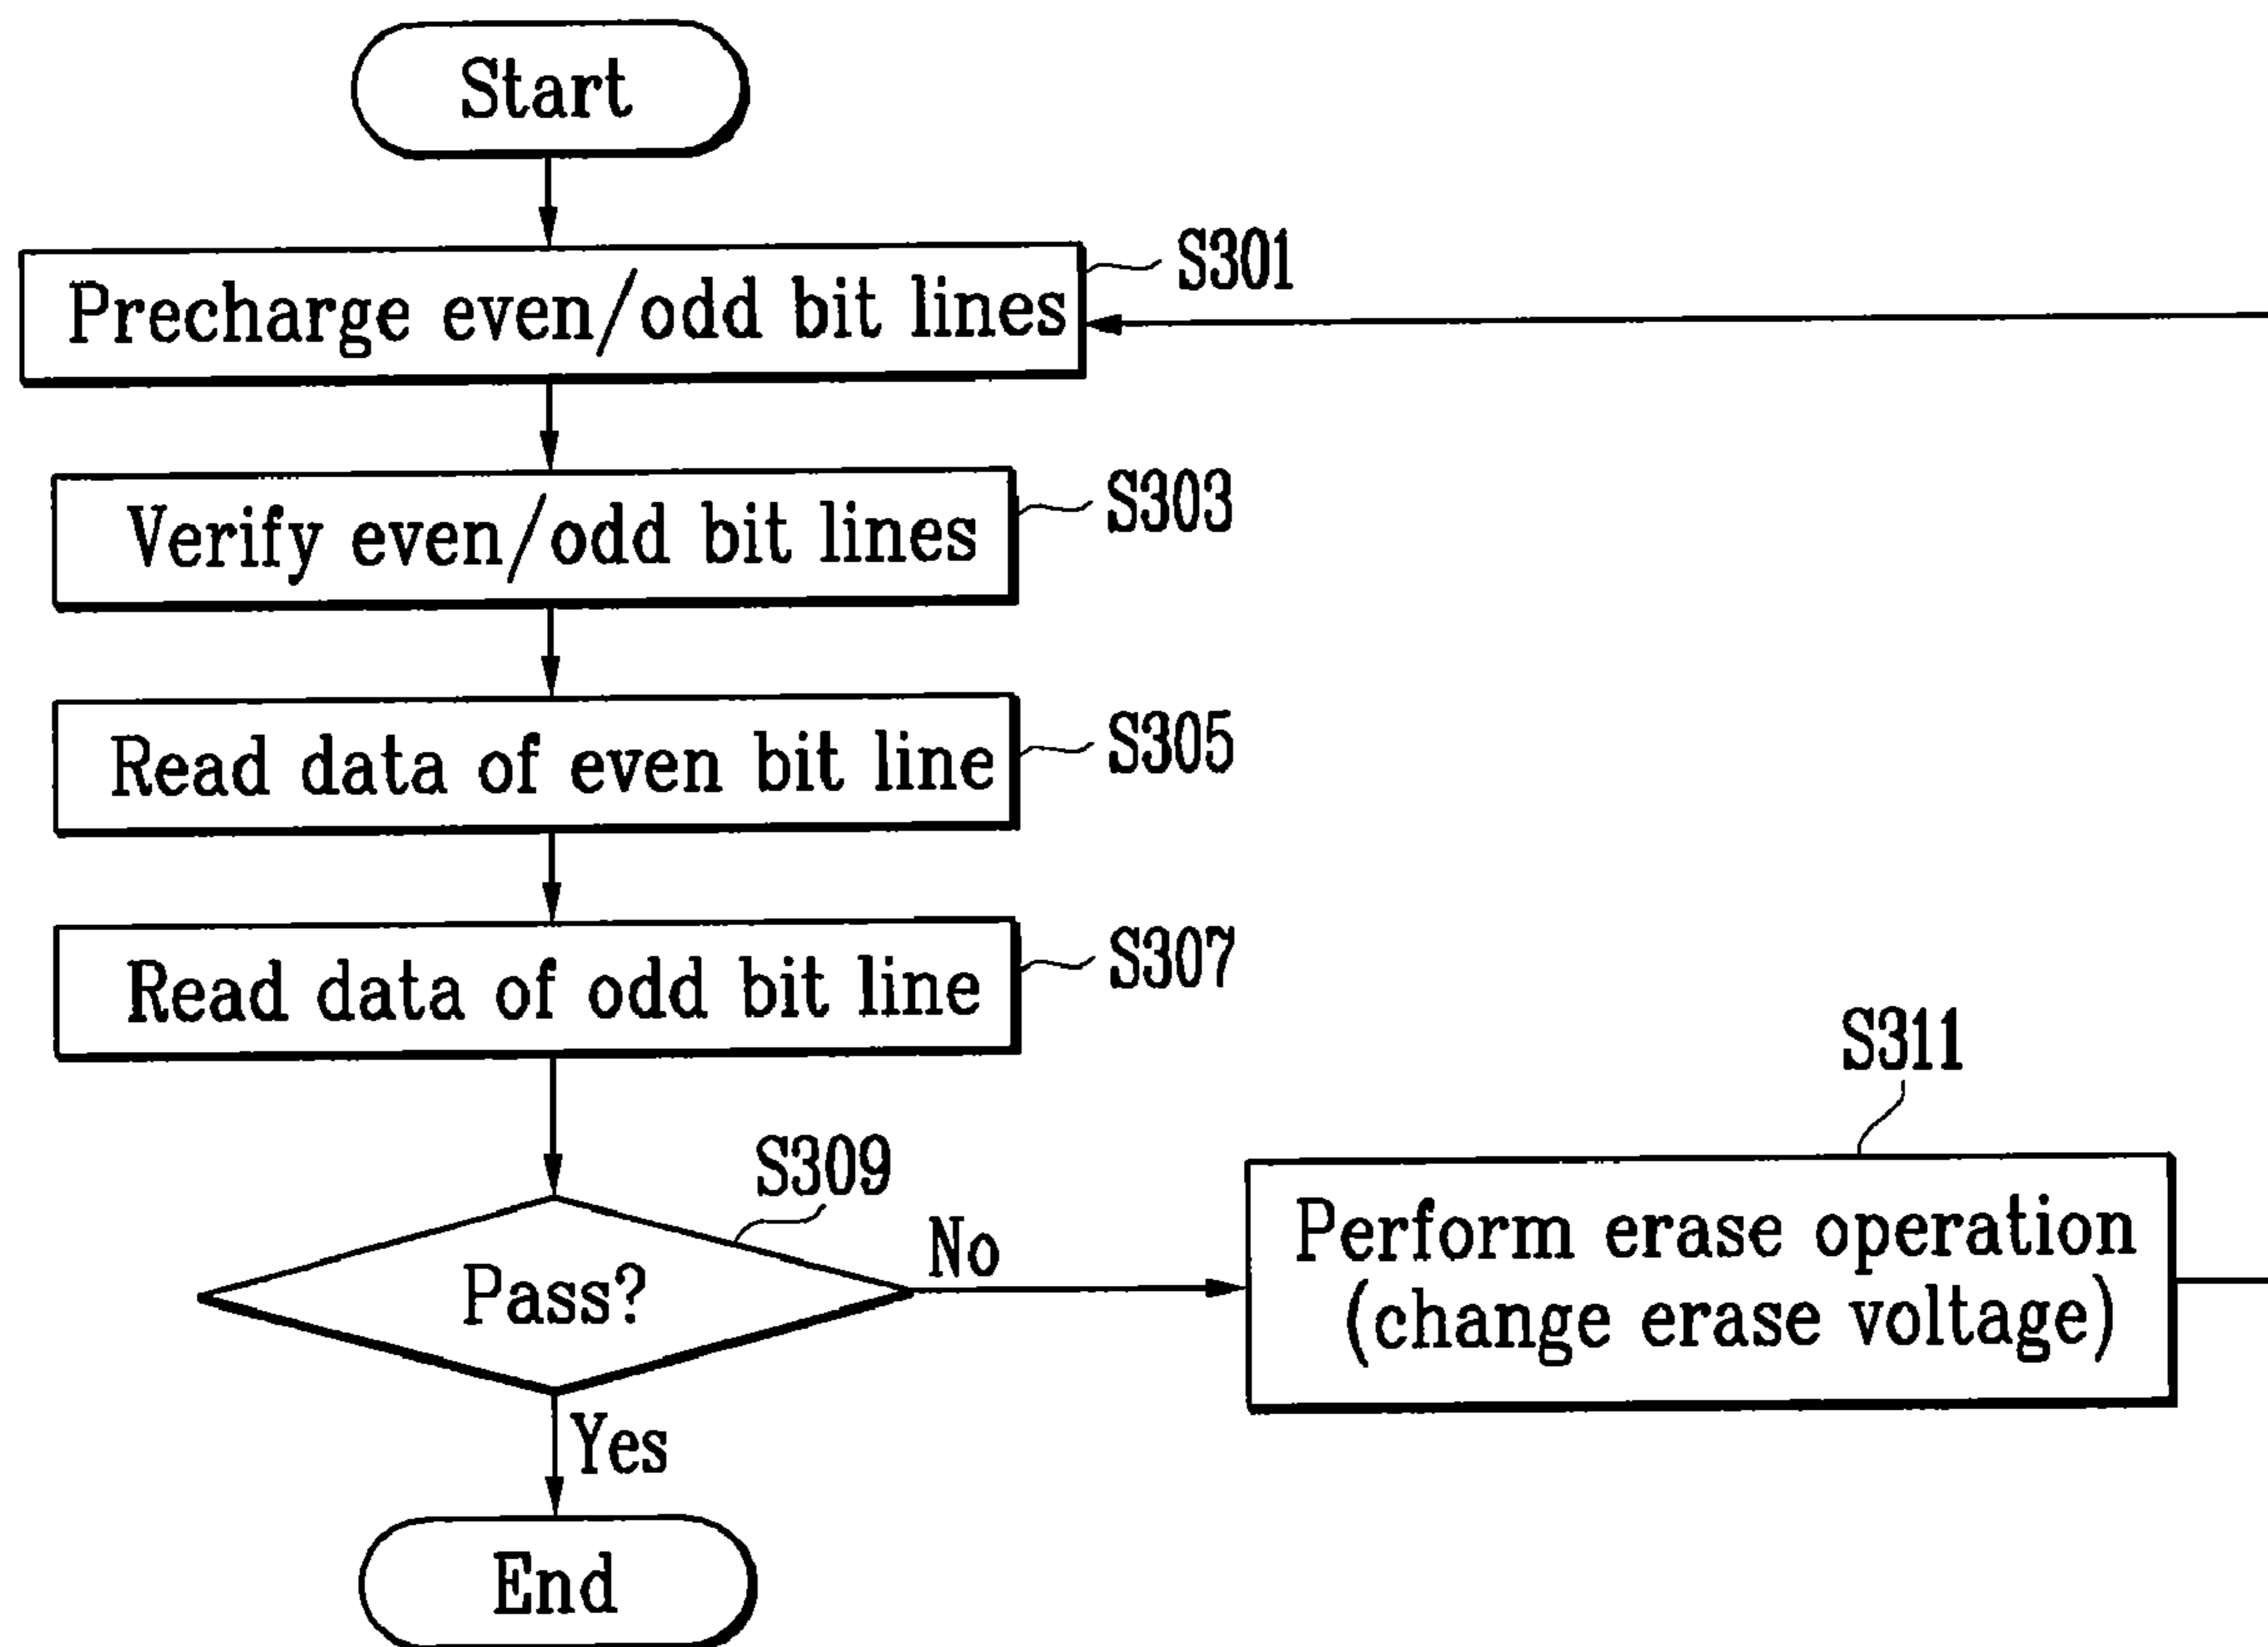 Start
Precharge even/odd bit lines
S301
Verify even/odd bit lines
S303
Read data of even bit line
S305
Read data of odd bit line
S307
Pass?
S309
No
Perform erase operation
(change erase voltage)
S311
Yes
End